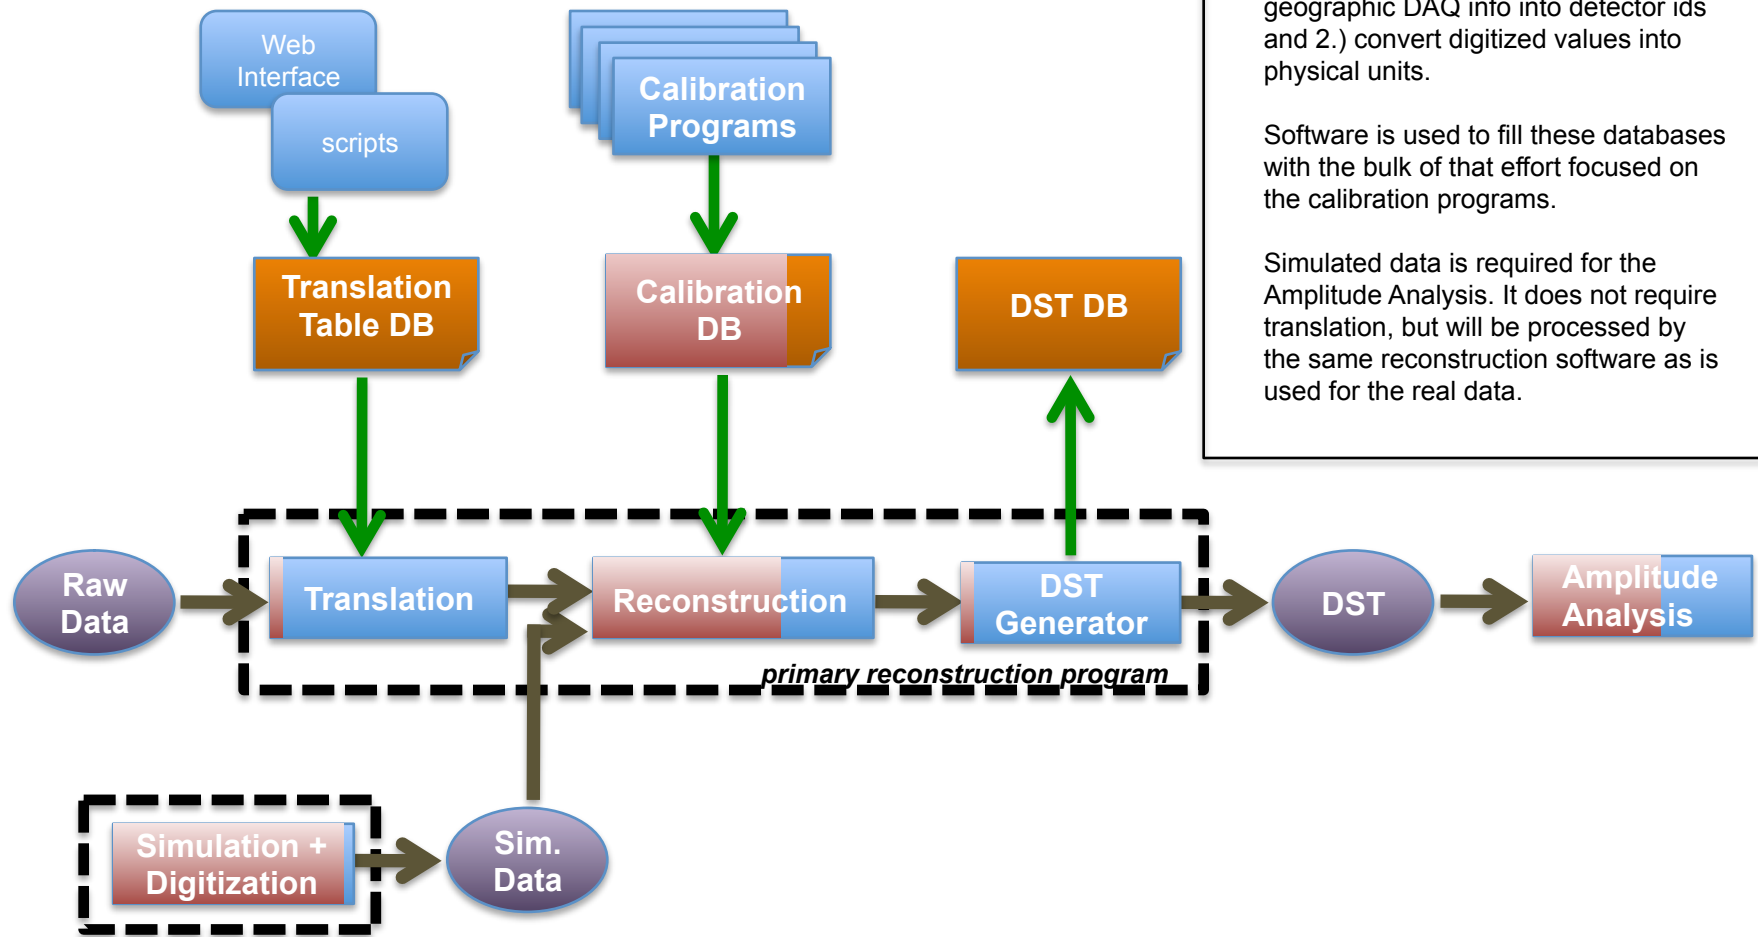 Web
Interface
scripts
Calibration
Programs
geographic DAQ info into detector ids
and 2.) convert digitized values into
physical units.
Software is used to fill these databases
with the bulk of that effort focused on
the calibration programs.
Simulated data is required for the
Amplitude Analysis. It does not require
translation, but will be processed by
the same reconstruction software as is
used for the real data.
Translation
Table DB
Calibration
DB
DST DB
Raw
Data
Translation
Reconstruction
DST
Generator
DST
Amplitude
Analysis
primary reconstruction program
Simulation +
Digitization
Sim.
Data